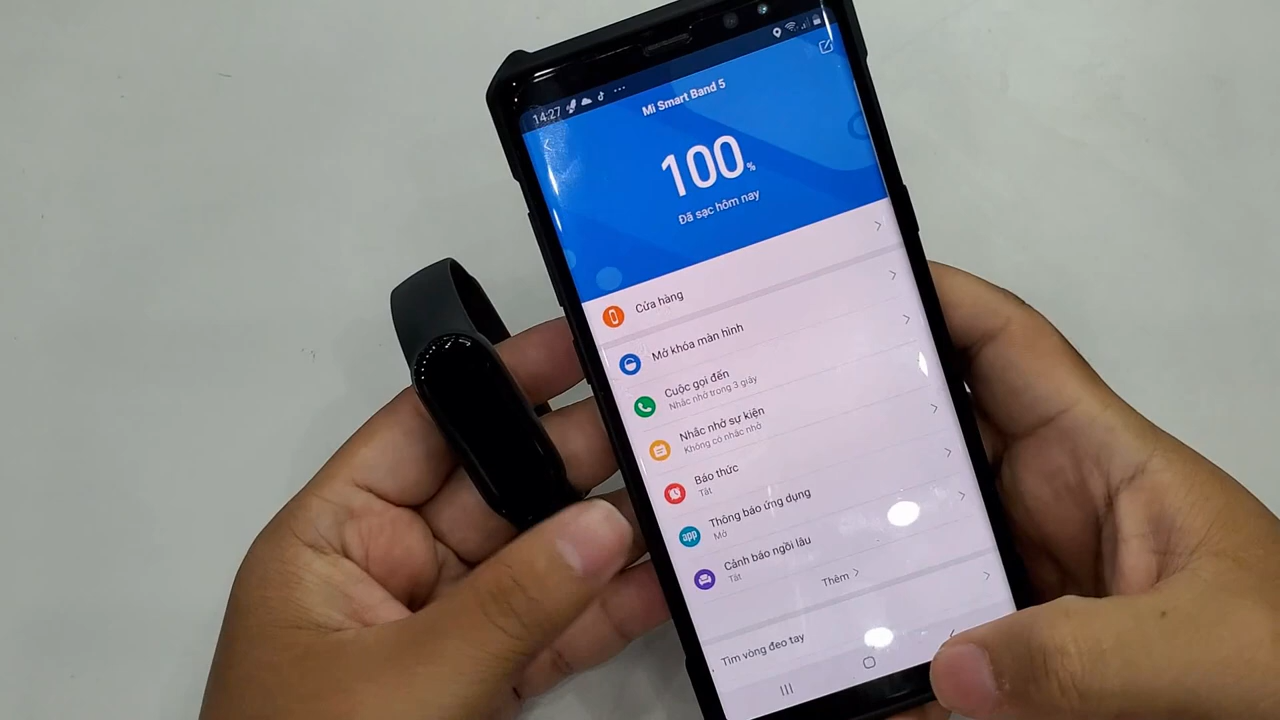 14:27
Mi Smart Band 5
100%
Đã sạc hôm nay
Cửa hàng
Mở khóa màn hình
Cuộc gọi đến
Nhắc nhở trong 3 giây
Nhắc nhở sự kiện
Không có nhắc nhở
Báo thức
Tắt
app
Thông báo ứng dụng
Mở
Cảnh báo ngồi lâu
Tắt
Thêm
Tìm vòng đeo tay